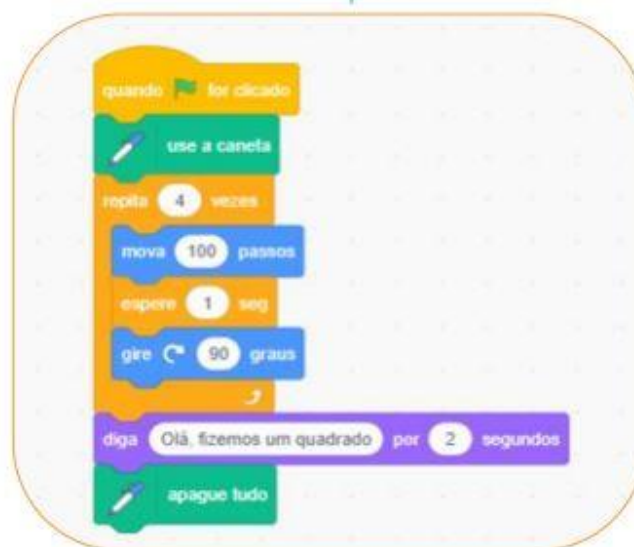 quando for clicado
use a caneta
repita 4 vezes
mova 100 passos
espere 1 seg
gire 90 graus
diga Olá, fizemos um quadrado por 2 segundos
apague tudo